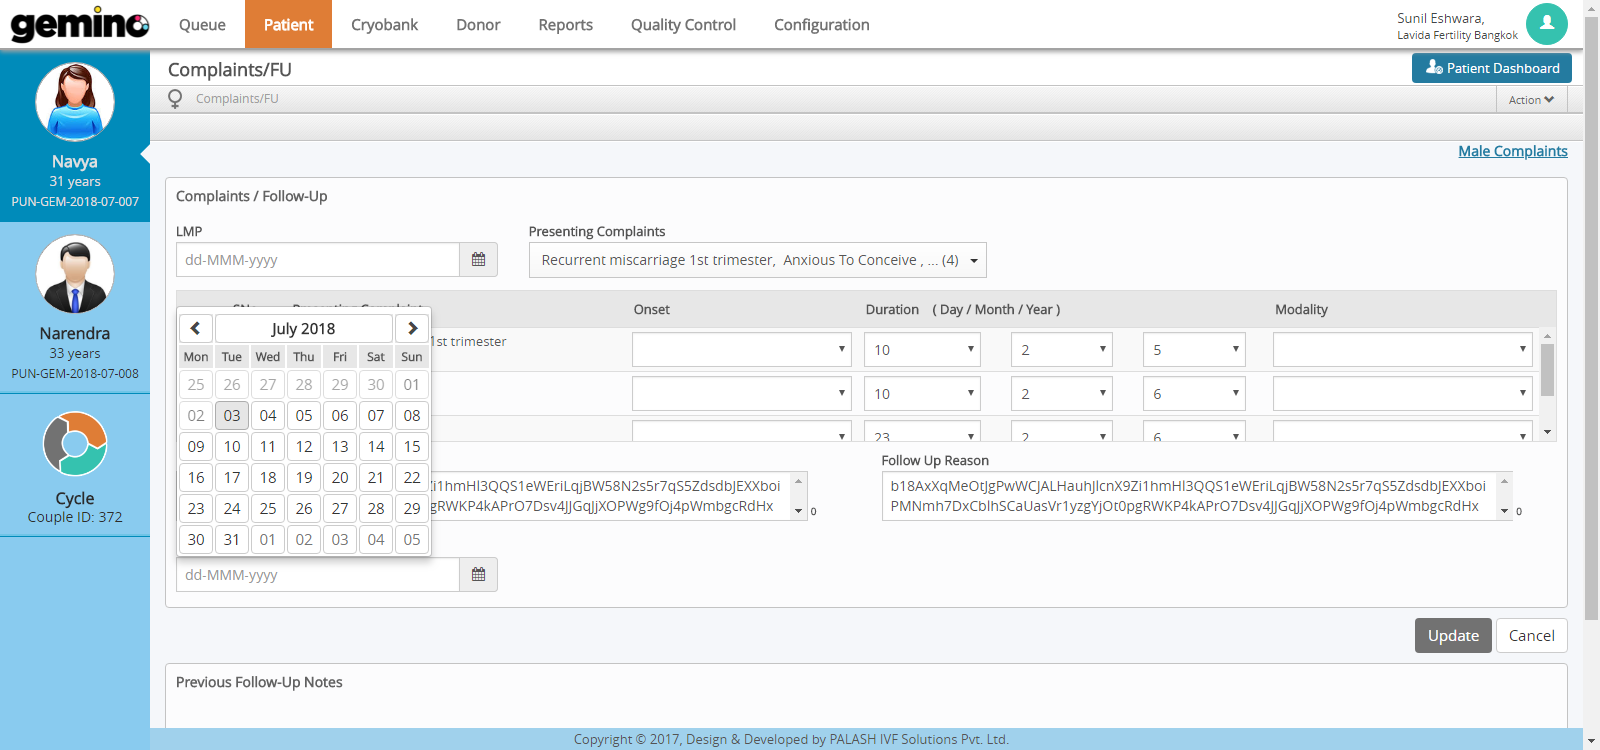 gemino Queue Patient Cryobank Donor Reports Quality Control Configuration
Sunil Eshwara,
Lavida Fertility Bangkok
Navya
31 years
PUN-GEM-2018-07-007
Narendra
33 years
PUN-GEM-2018-07-008
Cycle
Couple ID: 372
Complaints/FU
Patient Dashboard
Complaints/FU
Action
Male Complaints
Complaints / Follow-Up
LMP
Presenting Complaints
dd-MMM-yyyy
Recurrent miscarriage 1st trimester, Anxious To Conceive , ... (4)
Onset Duration ( Day / Month / Year ) Modality
1st trimester
10 2 5
10 2 6
23 2 6
July 2018
Mon Tue Wed Thu Fri Sat Sun
25 26 27 28 29 30 01
02 03 04 05 06 07 08
09 10 11 12 13 14 15
16 17 18 19 20 21 22
23 24 25 26 27 28 29
30 31 01 02 03 04 05
Follow Up Reason
Zi1hmHl3QQS1eWEriLqjBW58N2s5r7qS5ZdsdbJEXXboi
gRWKP4kAPrO7Dsv4JJGqJjXOPWg9fOj4pWmbgcRdHx
0
b18AxXqMeOtJgPwWCJALHauhJlcnX9Zi1hmHl3QQS1eWEriLqjBW58N2s5r7qS5ZdsdbJEXXboi
PMNmh7DxCblhSCaUasVr1yzgYjOt0pgRWKP4kAPrO7Dsv4JJGqJjXOPWg9fOj4pWmbgcRdHx
0
dd-MMM-yyyy
Update Cancel
Previous Follow-Up Notes
Copyright © 2017, Design & Developed by PALASH IVF Solutions Pvt. Ltd.